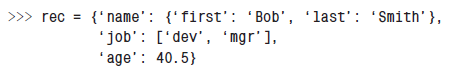 >>> rec = {‘name’: {‘first’: ‘Bob’, ‘last’: ‘Smith’},
‘job’: [‘dev’, ‘mgr’],
‘age’: 40.5}